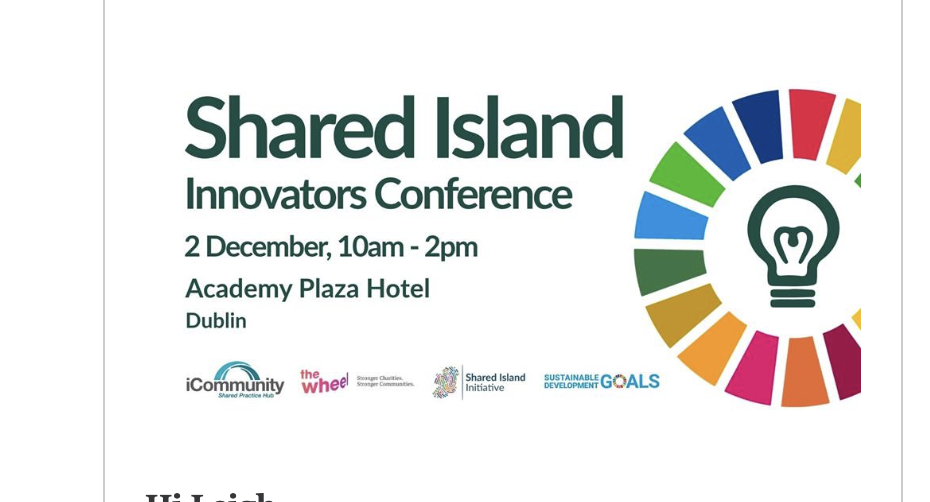 Shared Island
Innovators Conference
2 December, 10am - 2pm
Academy Plaza Hotel
Dublin
iCommunity
Shared Practice Hub
the
wheel
Stronger Charities.
Stronger Communities.
Shared Island
Initiative
SUSTAINABLE
DEVELOPMENT
GOALS
Hi Leigh